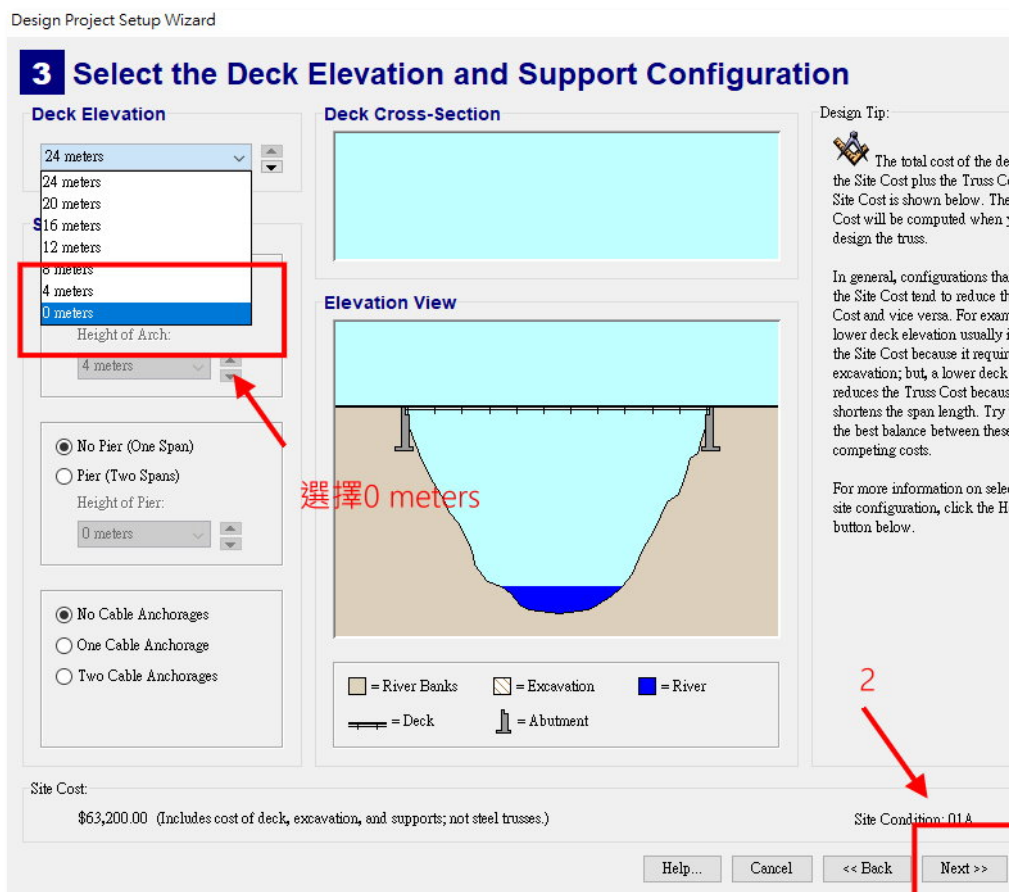 Design Project Setup Wizard
3 Select the Deck Elevation and Support Configuration
Deck Elevation
24 meters
24 meters
20 meters
16 meters
12 meters
8 meters
4 meters
0 meters
Height of Arch:
4 meters
No Pier (One Span)
Pier (Two Spans)
Height of Pier:
0 meters
No Cable Anchorages
One Cable Anchorage
Two Cable Anchorages
Deck Cross-Section
Elevation View
選擇0 meters
= River Banks
= Excavation
= River
= Deck
= Abutment
Design Tip:
The total cost of the de
the Site Cost plus the Truss C
Site Cost is shown below. The
Cost will be computed when
design the truss.
In general, configurations tha
the Site Cost tend to reduce th
Cost and vice versa. For exam
lower deck elevation usually i
the Site Cost because it requir
excavation; but, a lower deck
reduces the Truss Cost becaus
shortens the span length. Try
the best balance between these
competing costs.
For more information on selec
site configuration, click the H
button below.
2
Site Cost:
$63,200.00 (Includes cost of deck, excavation, and supports; not steel trusses.)
Site Condition: 01A
Help...
Cancel
<< Back
Next >>